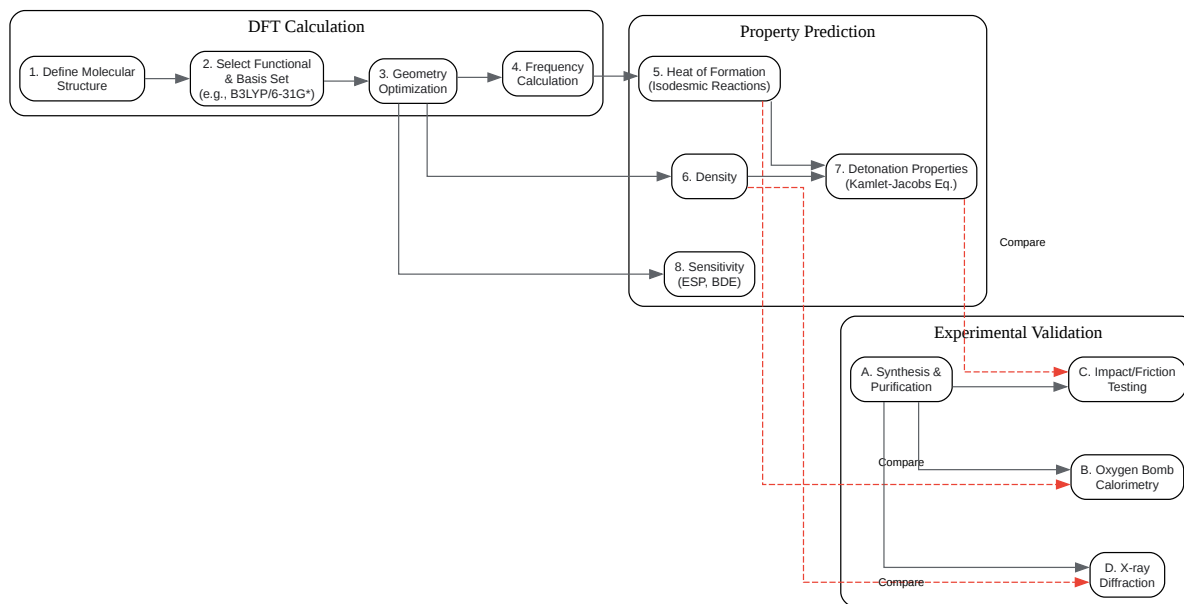 DFT Calculation
1. Define Molecular
Structure
2. Select Functional
& Basis Set
(e.g., B3LYP/6-31G*)
3. Geometry
Optimization
4. Frequency
Calculation
Property Prediction
5. Heat of Formation
(Isodesmic Reactions)
6. Density
7. Detonation Properties
(Kamlet-Jacobs Eq.)
8. Sensitivity
(ESP, BDE)
Compare
Experimental Validation
A. Synthesis &
Purification
C. Impact/Friction
Testing
Compare
B. Oxygen Bomb
Calorimetry
Compare
D. X-ray
Diffraction